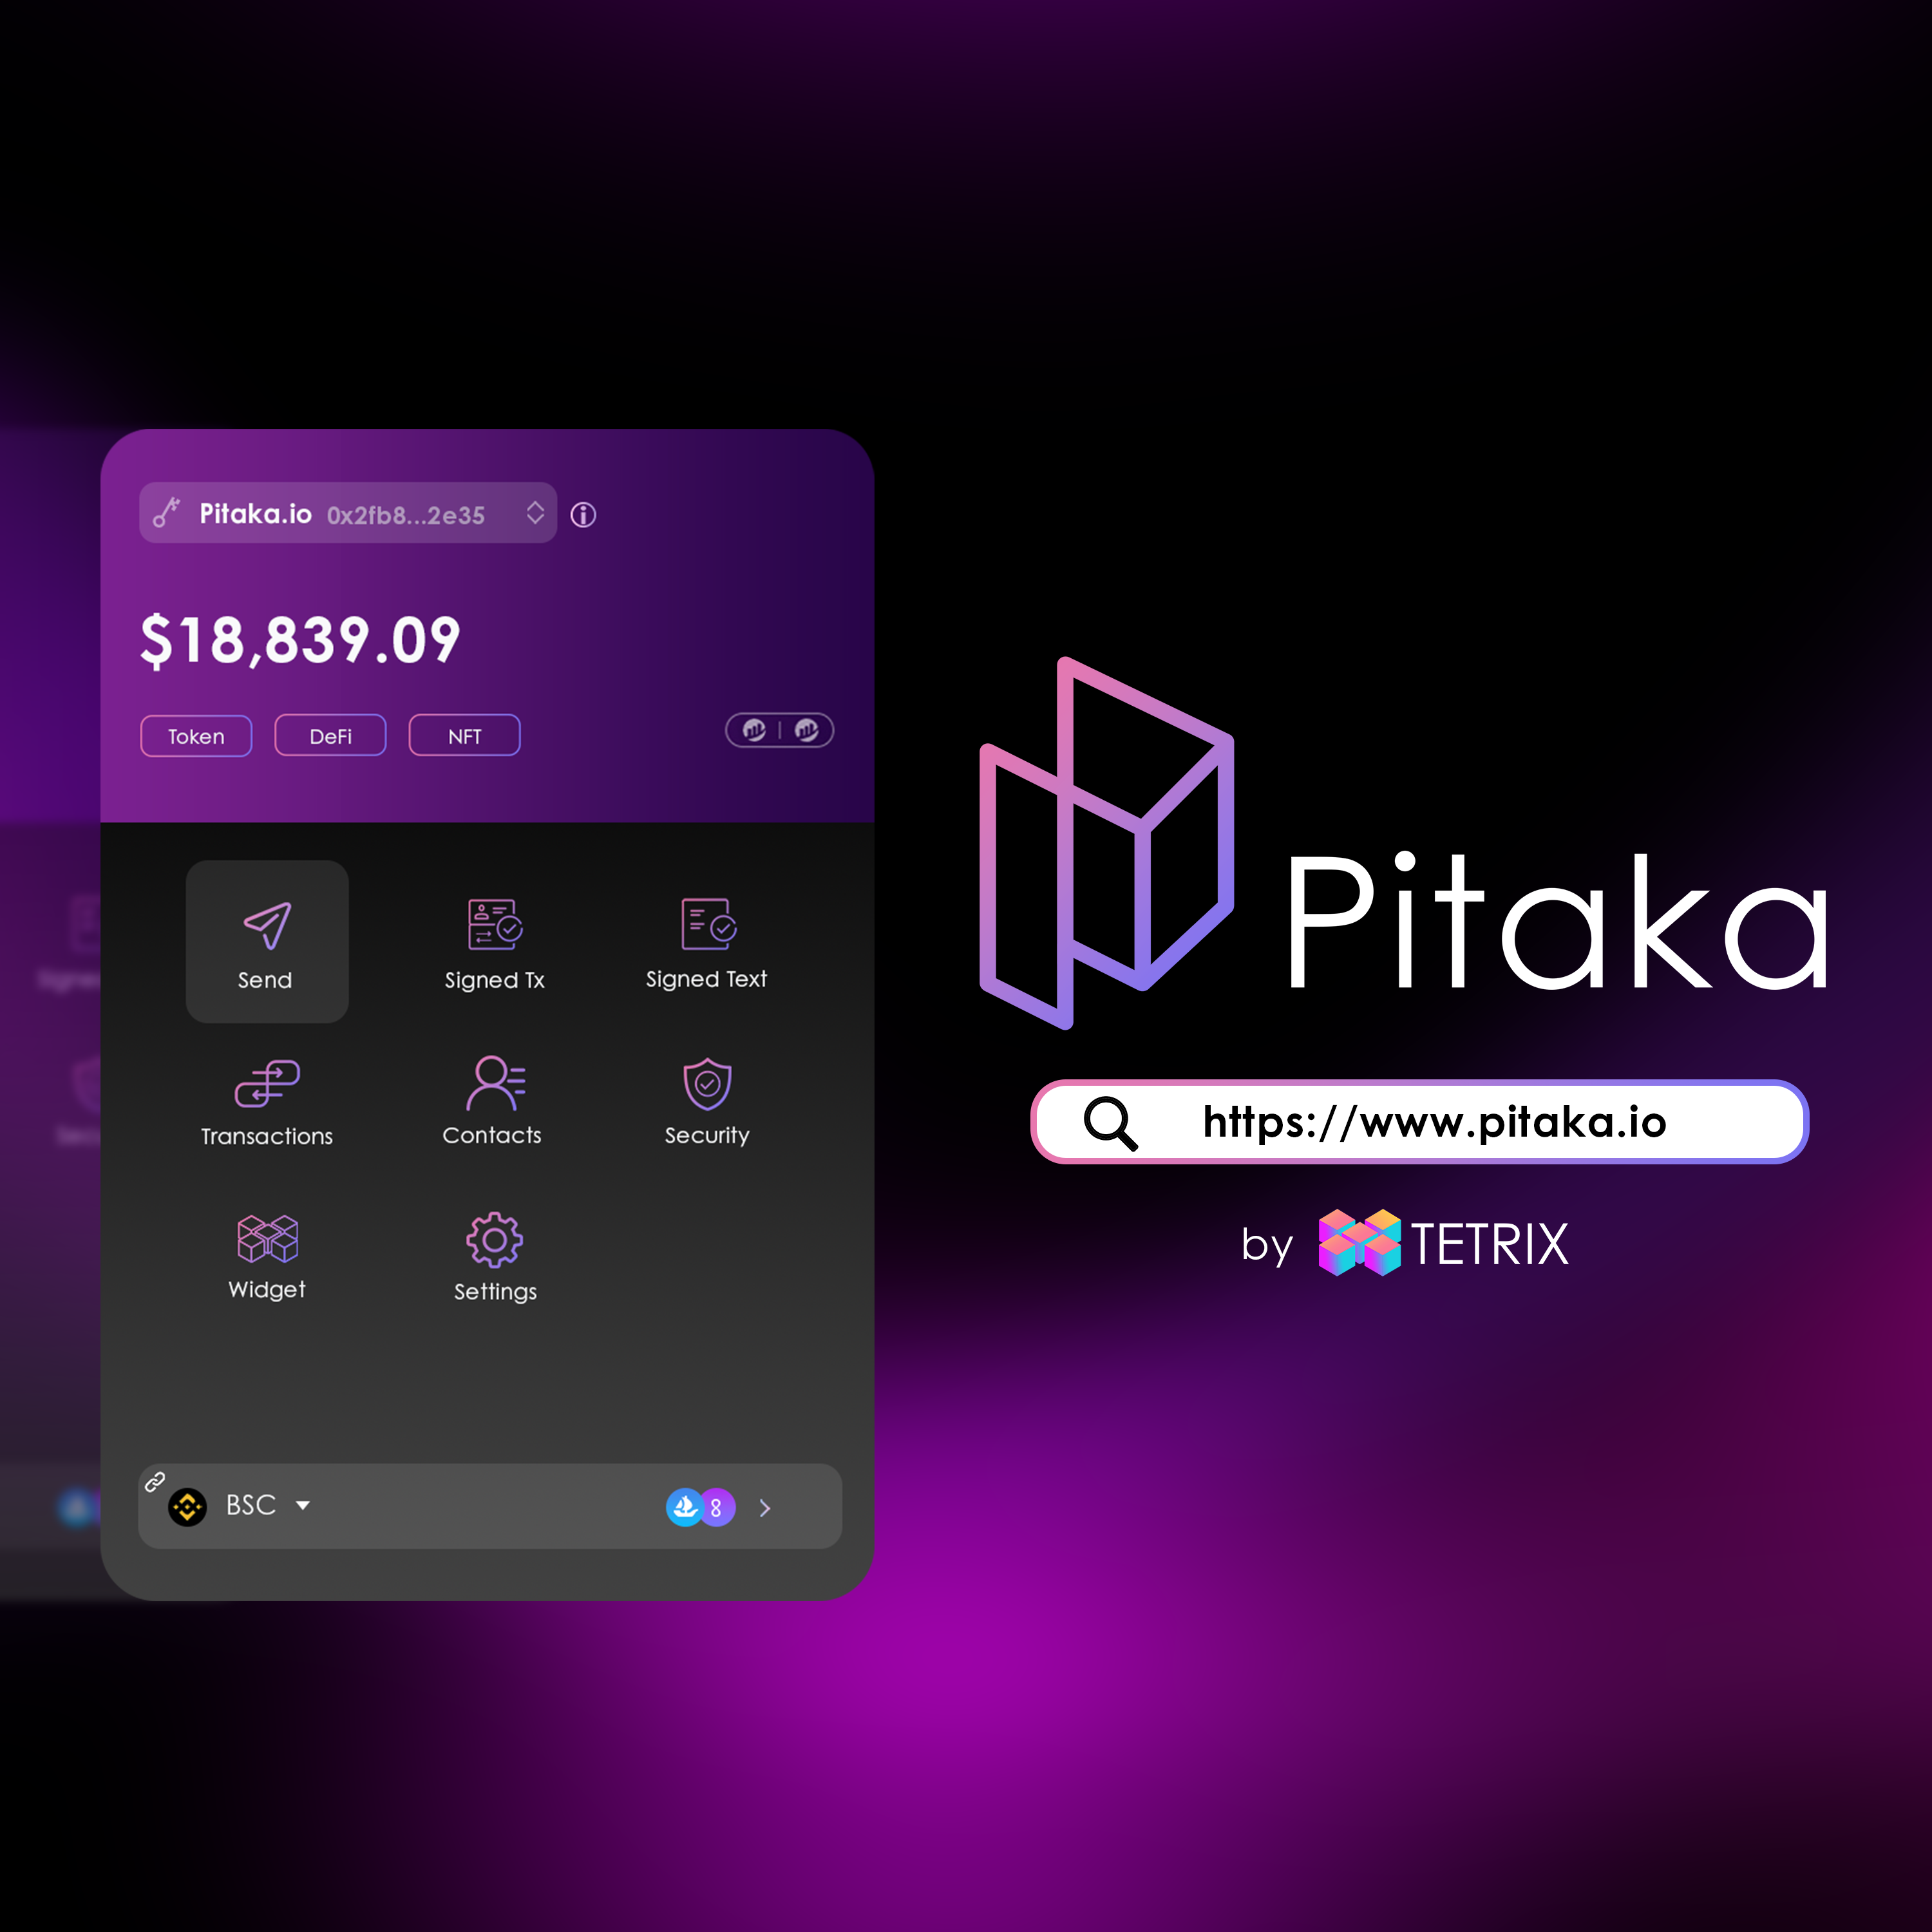 Pitaka.io 0x2fb8...2e35
$18,839.09
Token DeFi NFT
Send Signed Tx Signed Text
Transactions Contacts Security
Widget Settings
BSC 8
Pitaka
https://www.pitaka.io
by TETRIX